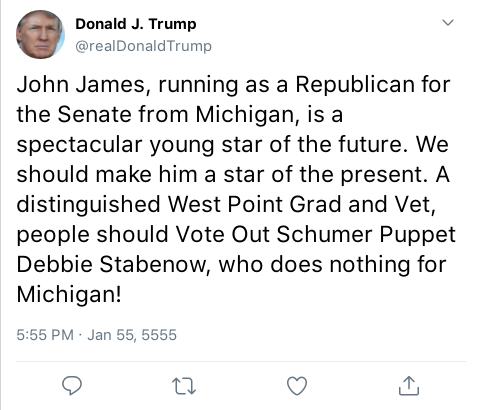 Donald J. Trump
@realDonaldTrump
John James, running as a Republican for
the Senate from Michigan, is a
spectacular young star of the future. We
should make him a star of the present. A
distinguished West Point Grad and Vet,
people should Vote Out Schumer Puppet
Debbie Stabenow, who does nothing for
Michigan!
5:55 PM · Jan 55, 5555